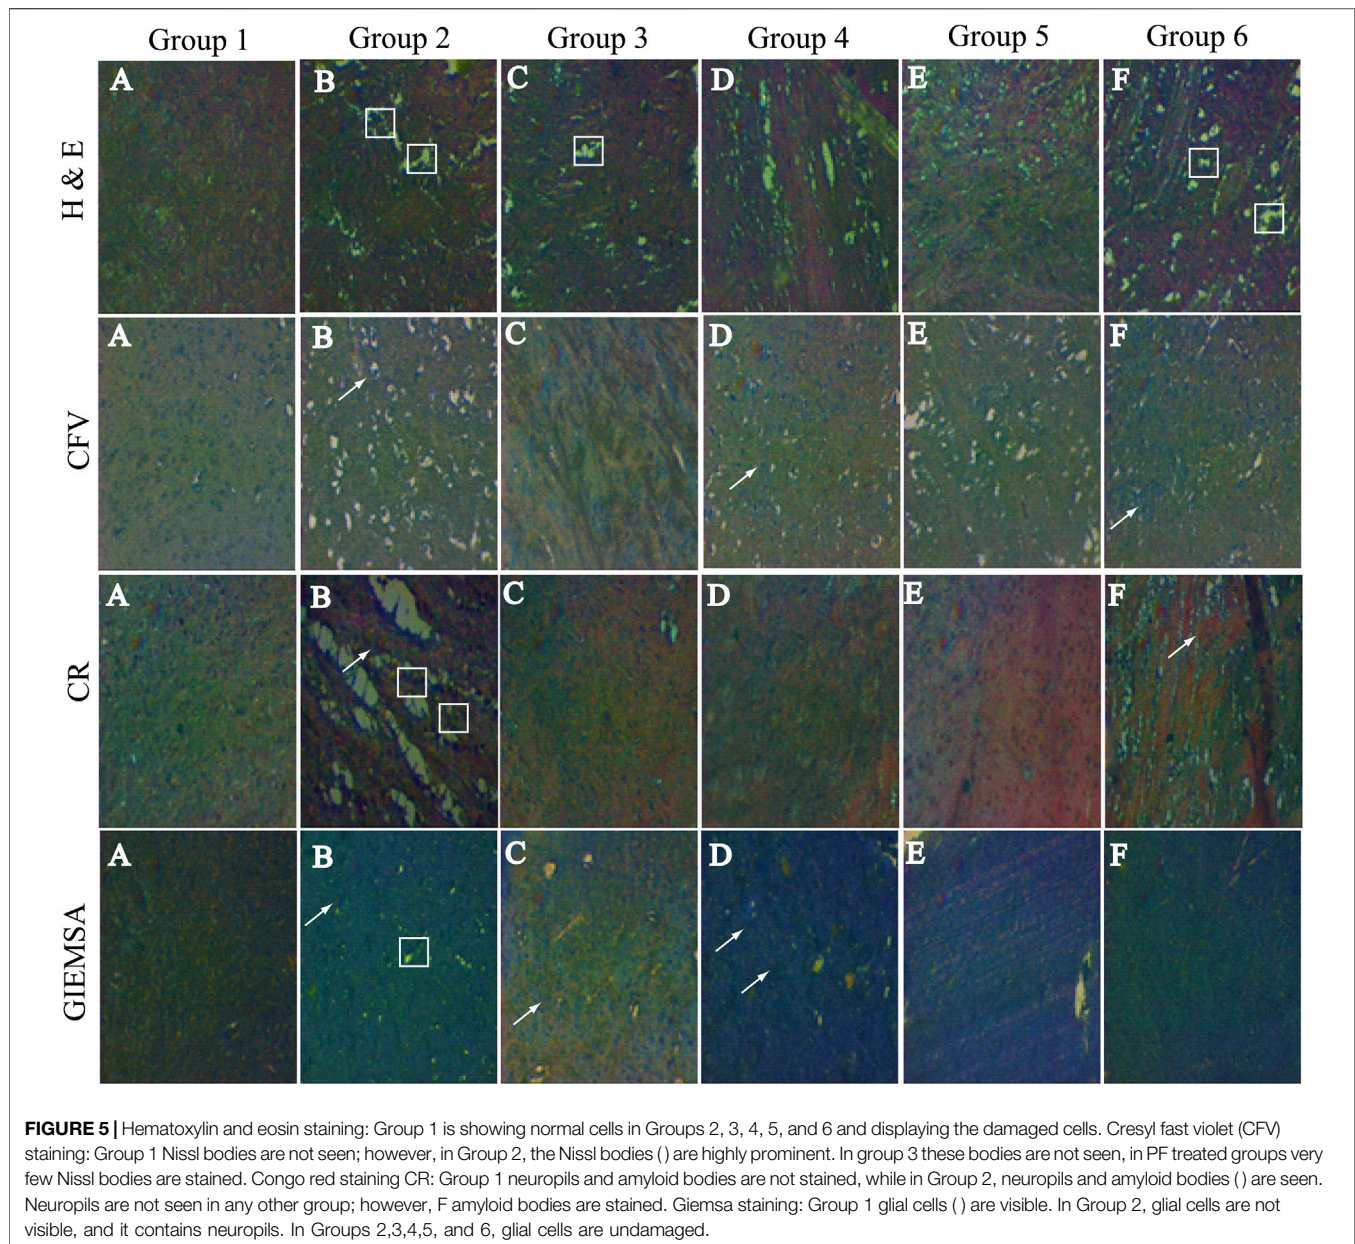 Group 1 Group 2 Group 3 Group 4 Group 5 Group 6
H & E
A B C D E F
CFV
A B C D E F
CR
A B C D E F
GIEMSA
A B C D E F
FIGURE 5 | Hematoxylin and eosin staining: Group 1 is showing normal cells in Groups 2, 3, 4, 5, and 6 and displaying the damaged cells. Cresyl fast violet (CFV)
staining: Group 1 Nissl bodies are not seen; however, in Group 2, the Nissl bodies ( ) are highly prominent. In group 3 these bodies are not seen, in PF treated groups very
few Nissl bodies are stained. Congo red staining CR: Group 1 neuropils and amyloid bodies are not stained, while in Group 2, neuropils and amyloid bodies ( ) are seen.
Neuropils are not seen in any other group; however, F amyloid bodies are stained. Giemsa staining: Group 1 glial cells ( ) are visible. In Group 2, glial cells are not
visible, and it contains neuropils. In Groups 2,3,4,5, and 6, glial cells are undamaged.